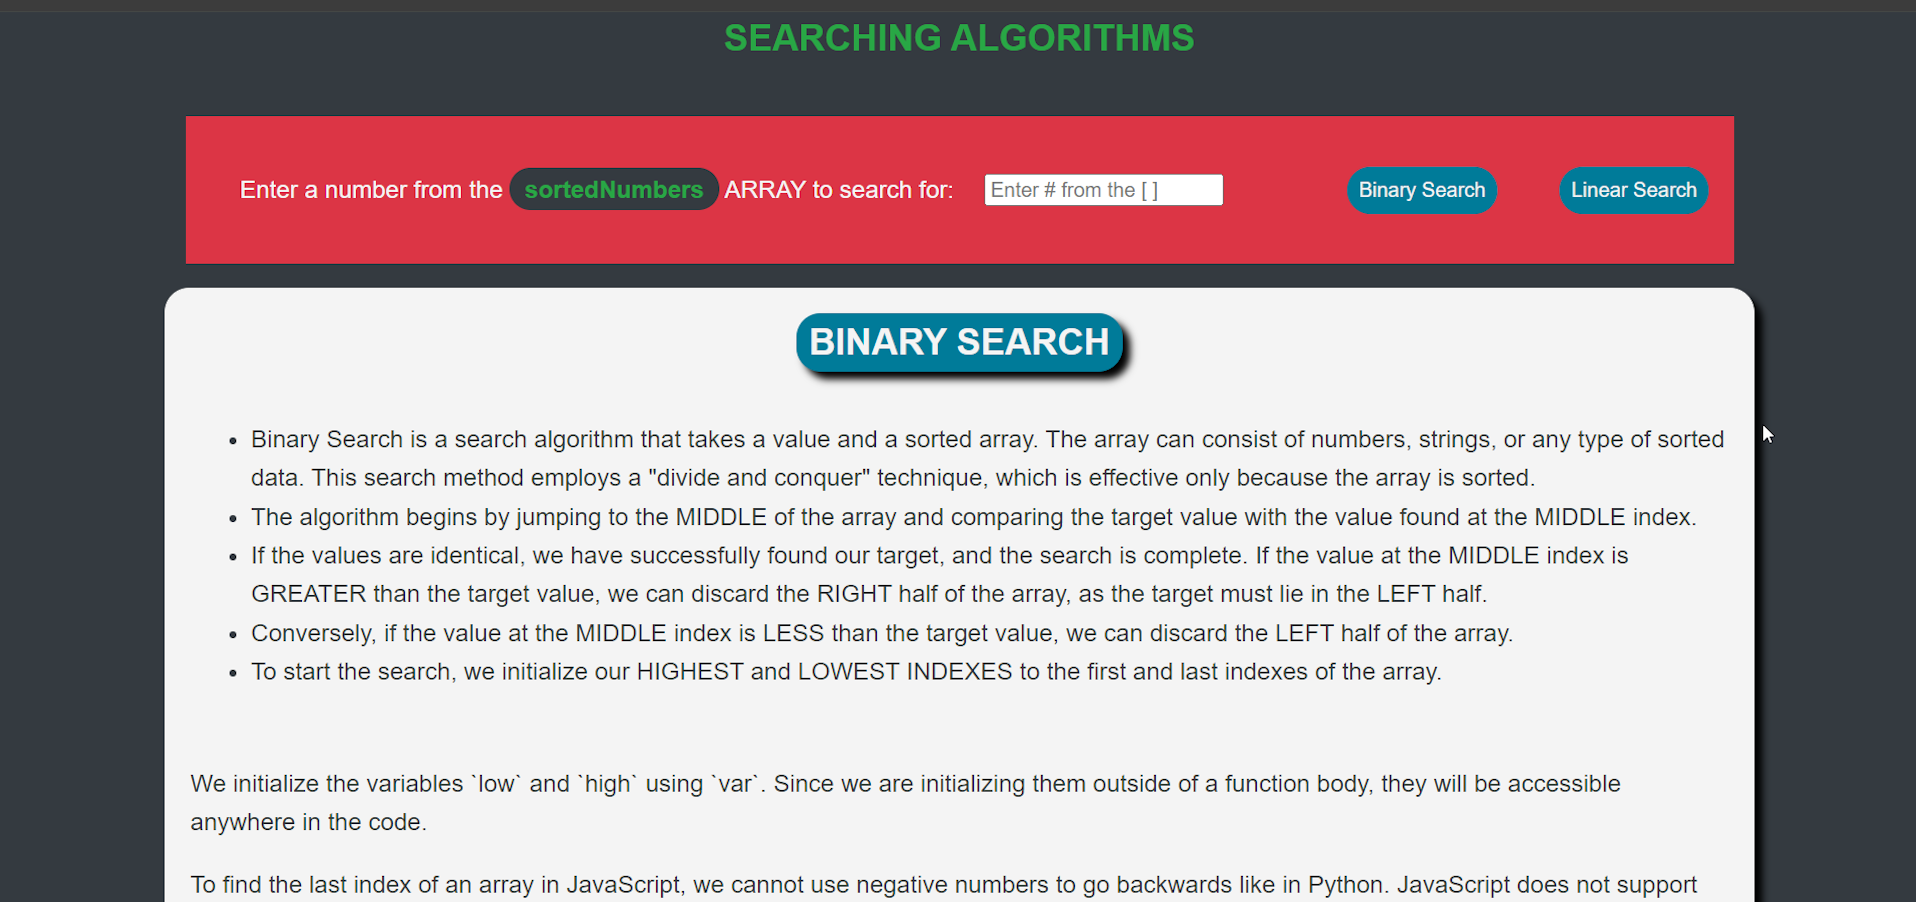 SEARCHING ALGORITHMS
Enter a number from the sortedNumbers ARRAY to search for: Enter # from the [ ] Binary Search Linear Search
BINARY SEARCH
• Binary Search is a search algorithm that takes a value and a sorted array. The array can consist of numbers, strings, or any type of sorted
data. This search method employs a "divide and conquer" technique, which is effective only because the array is sorted.
• The algorithm begins by jumping to the MIDDLE of the array and comparing the target value with the value found at the MIDDLE index.
• If the values are identical, we have successfully found our target, and the search is complete. If the value at the MIDDLE index is
GREATER than the target value, we can discard the RIGHT half of the array, as the target must lie in the LEFT half.
• Conversely, if the value at the MIDDLE index is LESS than the target value, we can discard the LEFT half of the array.
• To start the search, we initialize our HIGHEST and LOWEST INDEXES to the first and last indexes of the array.
We initialize the variables `low` and `high` using `var`. Since we are initializing them outside of a function body, they will be accessible
anywhere in the code.
To find the last index of an array in JavaScript, we cannot use negative numbers to go backwards like in Python. JavaScript does not support